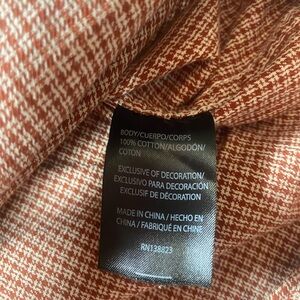 BODY/CUERPO/CORPS
100% COTTON/ALGODÓN/
COTON
EXCLUSIVE OF DECORATION/
EXCLUSIVO PARA DECORACIÓN
EXCLUSIF DE DÉCORATION
MADE IN CHINA / HECHO EN
CHINA / FABRIQUÉ EN CHINE
RN138823